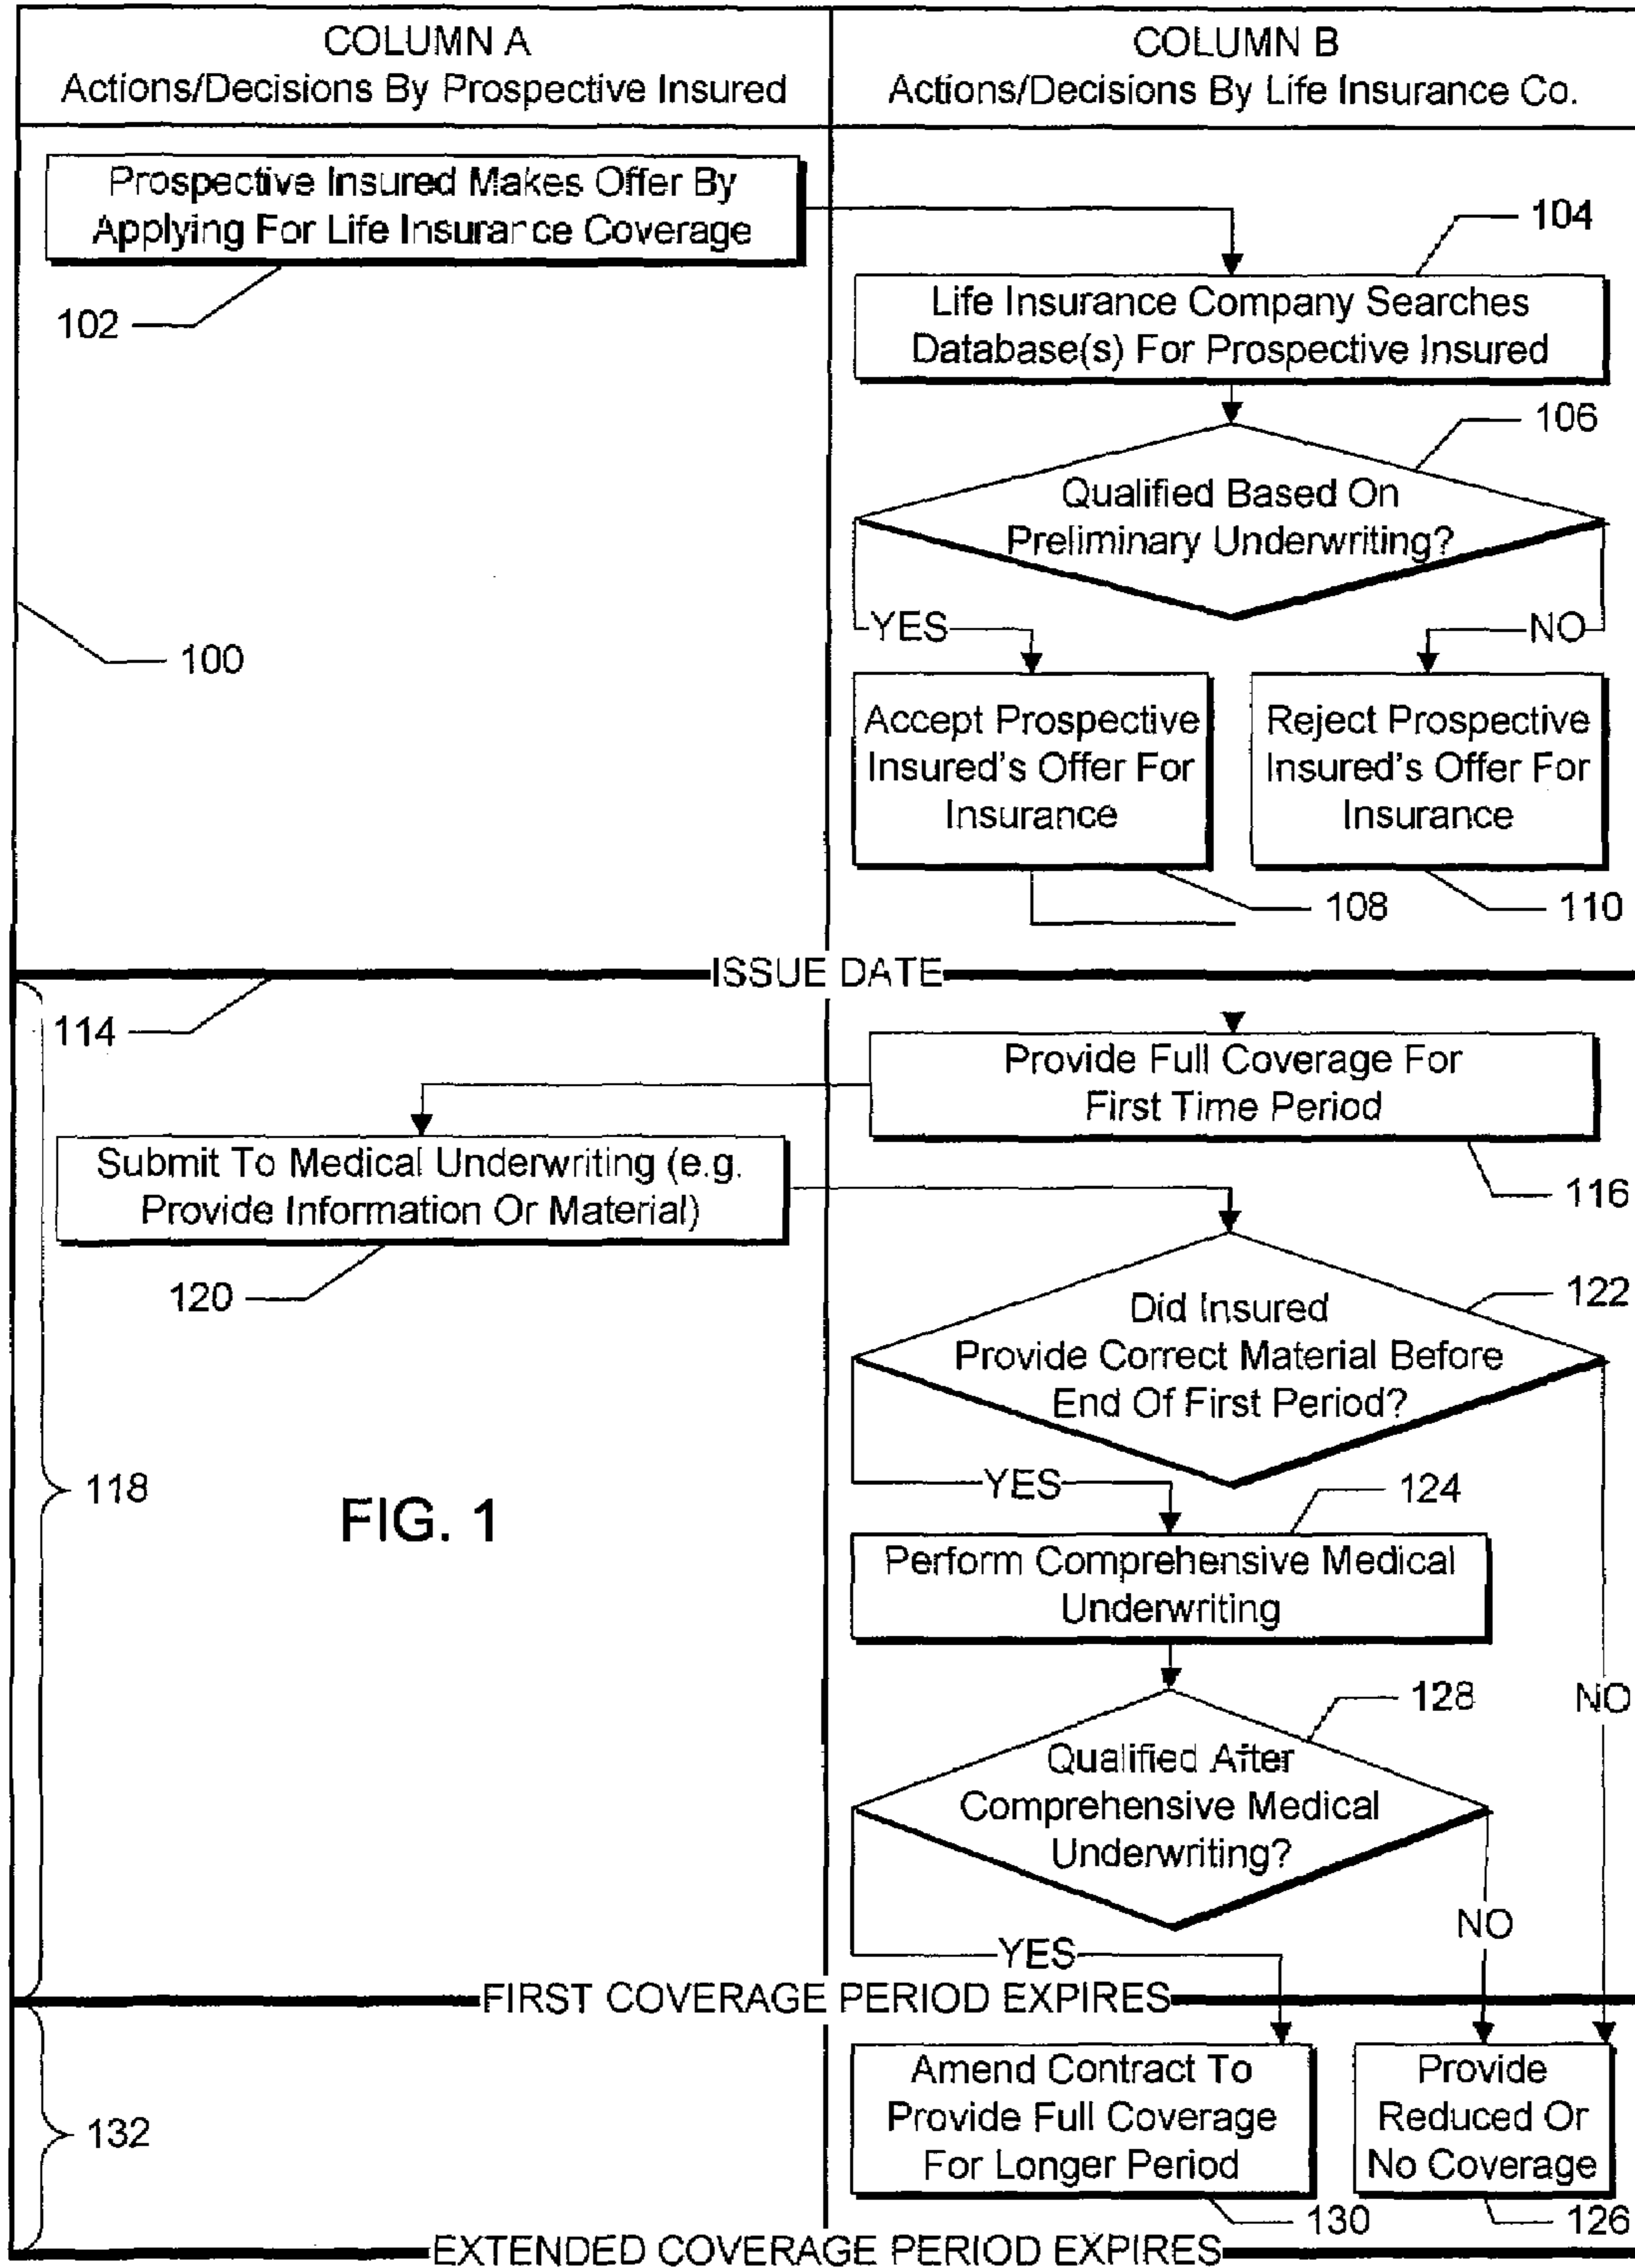 COLUMN A
Actions/Decisions By Prospective Insured
COLUMN B
Actions/Decisions By Life Insurance Co.
Prospective Insured Makes Offer By
Applying For Life Insurance Coverage
102
104
Life Insurance Company Searches
Database(s) For Prospective Insured
106
Qualified Based On
Preliminary Underwriting?
YES
NO
100
Accept Prospective
Insured's Offer For
Insurance
Reject Prospective
Insured's Offer For
Insurance
108
110
ISSUE DATE
114
Provide Full Coverage For
First Time Period
116
Submit To Medical Underwriting (e.g.
Provide Information Or Material)
120
122
Did Insured
Provide Correct Material Before
End Of First Period?
YES
NO
118
FIG. 1
124
Perform Comprehensive Medical
Underwriting
128
Qualified After
Comprehensive Medical
Underwriting?
YES
NO
FIRST COVERAGE PERIOD EXPIRES
Amend Contract To
Provide Full Coverage
For Longer Period
Provide
Reduced Or
No Coverage
132
130
126
EXTENDED COVERAGE PERIOD EXPIRES